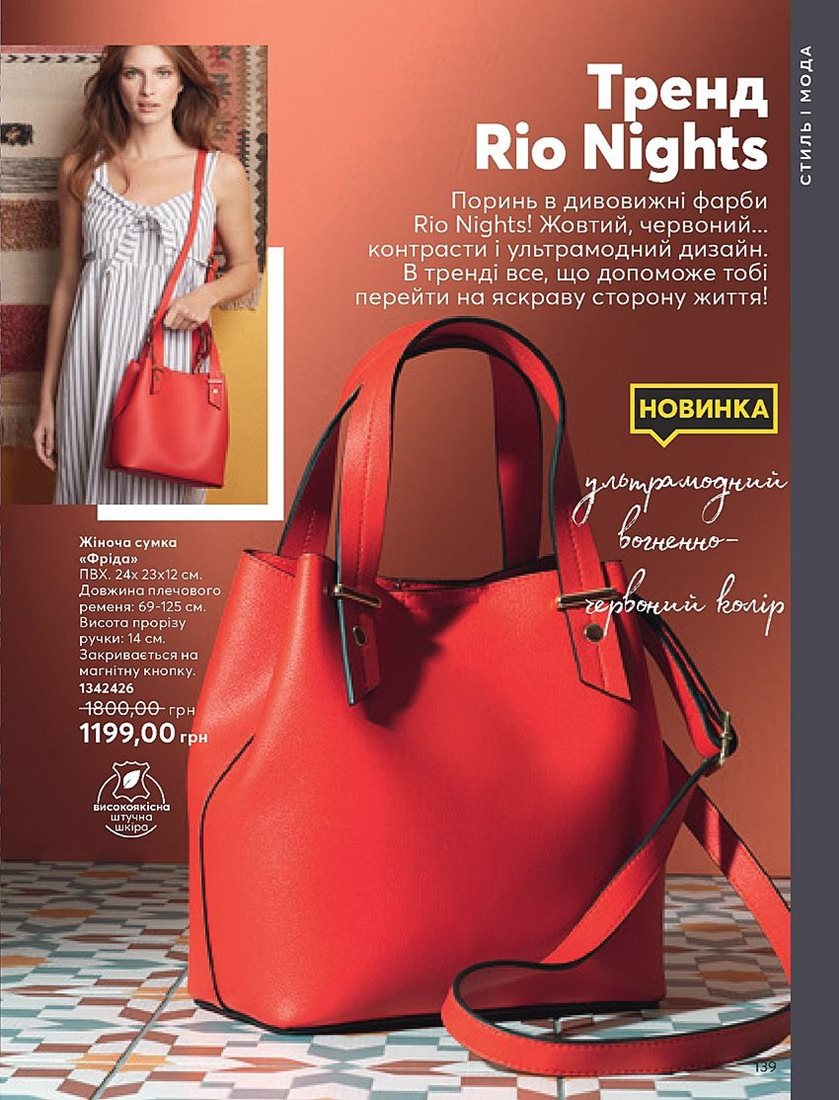 СТИЛЬ І МОДА
Тренд
Rio Nights
Поринь в дивовижні фарби
Rio Nights! Жовтий, червоний...
контрасти і ультрамодний дизайн.
В тренді все, що допоможе тобі
перейти на яскраву сторону життя!
НОВИНКА
ультрамодний
вогненно-
червоний колір
Жіноча сумка
«Фріда»
ПВХ. 24x 23x12 см.
Довжина плечового
ременя: 69-125 см.
Висота прорізу
ручки: 14 см.
Закривається на
магнітну кнопку.
1342426
1800,00 грн
1199,00 грн
високоякісна
штучна
шкіра
139